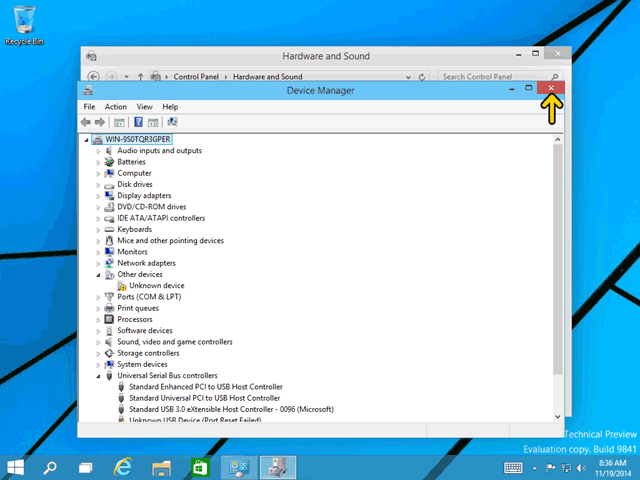 Recycle Bin
Hardware and Sound
Control Panel Hardware and Sound Search Control Panel
Device Manager
File Action View Help
WIN-9S0TQR3GPER
Audio inputs and outputs
Batteries
Computer
Disk drives
Display adapters
DVD/CD-ROM drives
IDE ATA/ATAPI controllers
Keyboards
Mice and other pointing devices
Monitors
Network adapters
Other devices
Unknown device
Ports (COM & LPT)
Print queues
Processors
Software devices
Sound, video and game controllers
Storage controllers
System devices
Universal Serial Bus controllers
Standard Enhanced PCI to USB Host Controller
Standard Universal PCI to USB Host Controller
Standard USB 3.0 eXtensible Host Controller - 0096 (Microsoft)
Unknown USB Device (Port Reset Failed)
Technical Preview
Evaluation copy. Build 9841
8:36 AM
11/19/2014